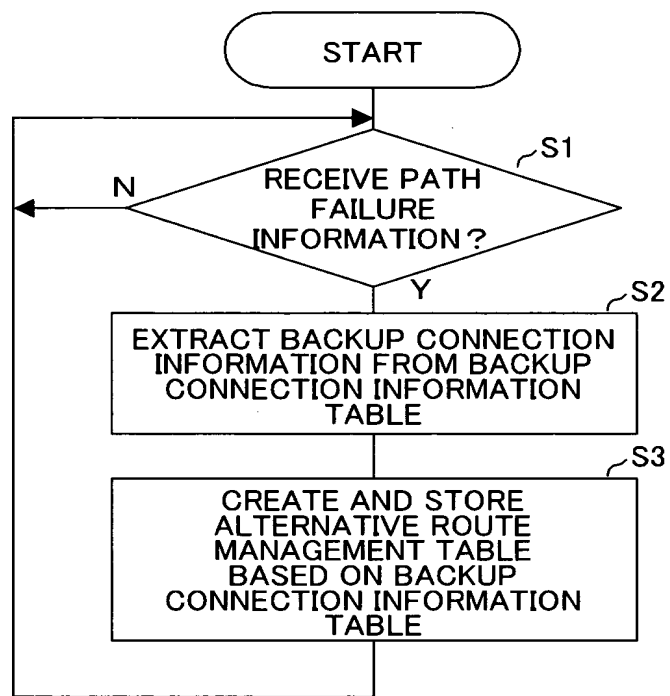 START
S1
RECEIVE PATH
FAILURE
INFORMATION?
N
Y
S2
EXTRACT BACKUP CONNECTION
INFORMATION FROM BACKUP
CONNECTION INFORMATION
TABLE
S3
CREATE AND STORE
ALTERNATIVE ROUTE
MANAGEMENT TABLE
BASED ON BACKUP
CONNECTION INFORMATION
TABLE